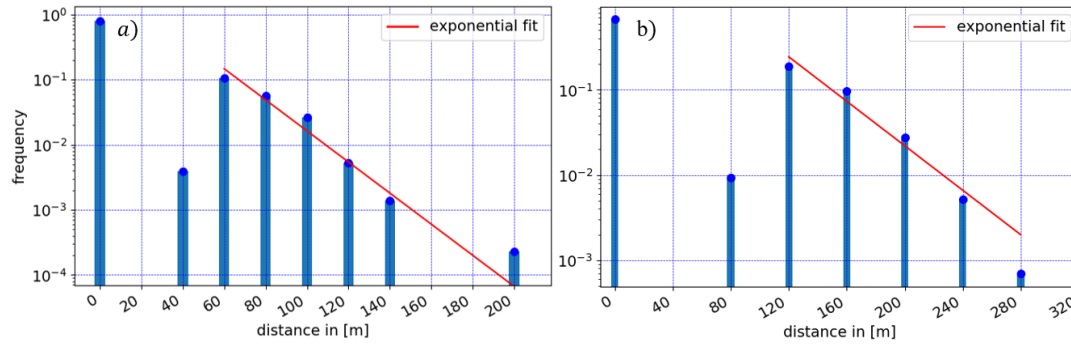 a)
exponential fit
10⁰
10⁻¹
10⁻²
10⁻³
10⁻⁴
frequency
0 20 40 60 80 100 120 140 160 180 200
distance in [m]
b)
exponential fit
10⁻¹
10⁻²
10⁻³
0 40 80 120 160 200 240 280 320
distance in [m]